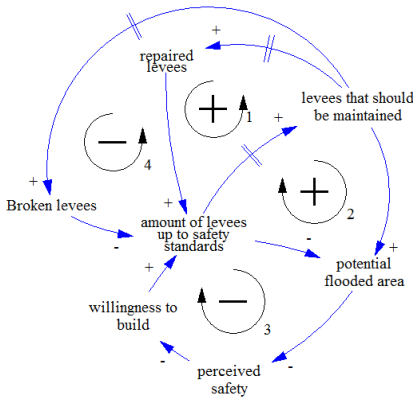 +
repaired
levees
+
1
levees that should
be maintained
+
4
+
Broken levees
+
-
amount of levees
up to safety
standards
+
2
-
+
potential
flooded area
+
willingness to
build
-
3
-
perceived
safety
-